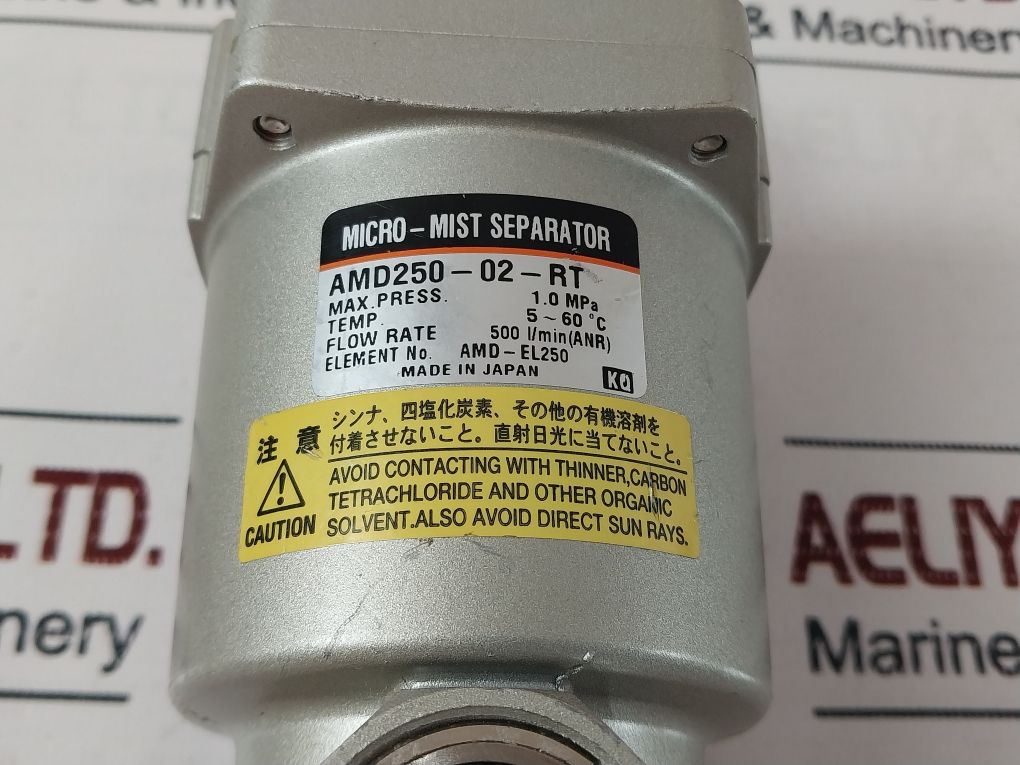 & Machinery
MICRO-MIST SEPARATOR
AMD250-02-RT
MAX.PRESS. 1.0 MPa
TEMP. 5~60 °C
FLOW RATE 500 l/min(ANR)
ELEMENT No. AMD-EL250
MADE IN JAPAN
KQ
注意
シンナ、四塩化炭素、その他の有機溶剤を
付着させないこと。直射日光に当てないこと。
CAUTION
AVOID CONTACTING WITH THINNER,CARBON
TETRACHLORIDE AND OTHER ORGANIC
SOLVENT.ALSO AVOID DIRECT SUN RAYS.
LTD.
nery
AELIY
Marine